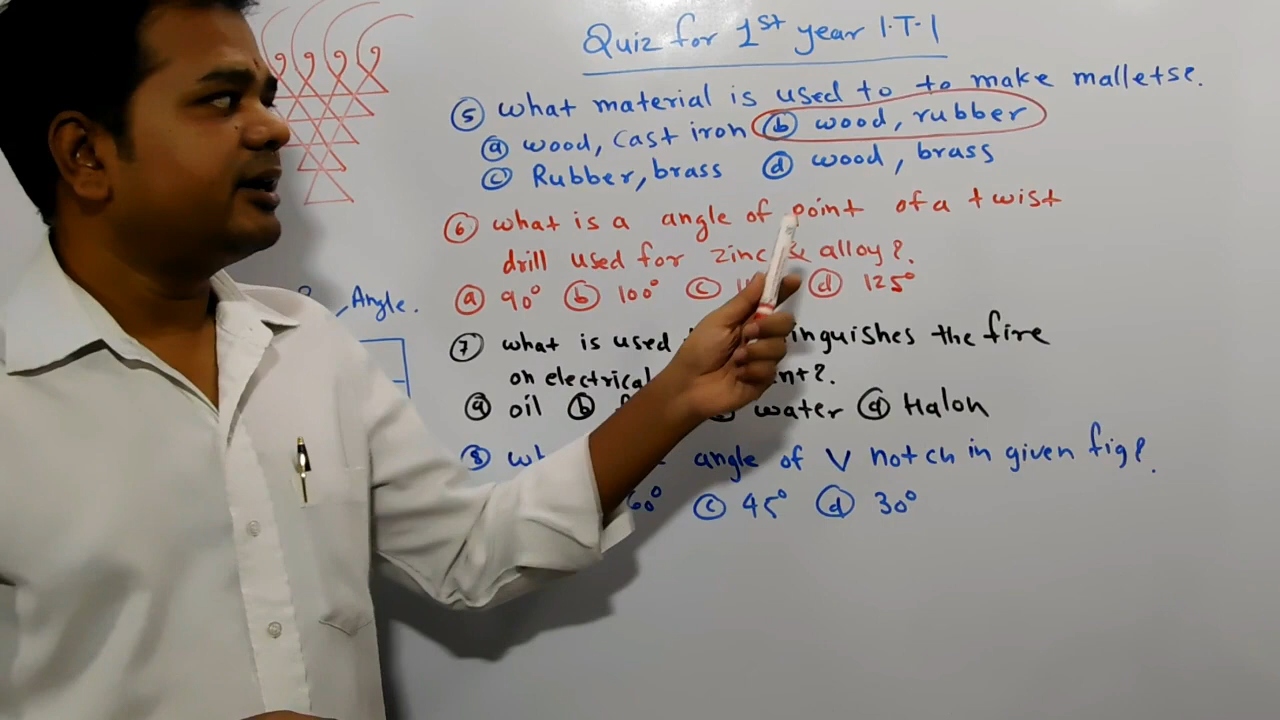 Quiz for 1st year I.T.I
⑤ what material is used to to make malletse.
ⓐ wood, cast iron ⓑ wood, rubber
ⓒ Rubber, brass ⓓ wood, brass
⑥ what is a angle of point of a twist
drill used for zinc & alloy?.
ⓐ 90° ⓑ 100° ⓒ ⓓ 125°
, Angle.
⑦ what is used inguishes the fire
on electrical nt?.
ⓐ oil ⓑ water ⓓ Halon
⑧ angle of V notch in given fig?.
60° ⓒ 45° ⓓ 30°